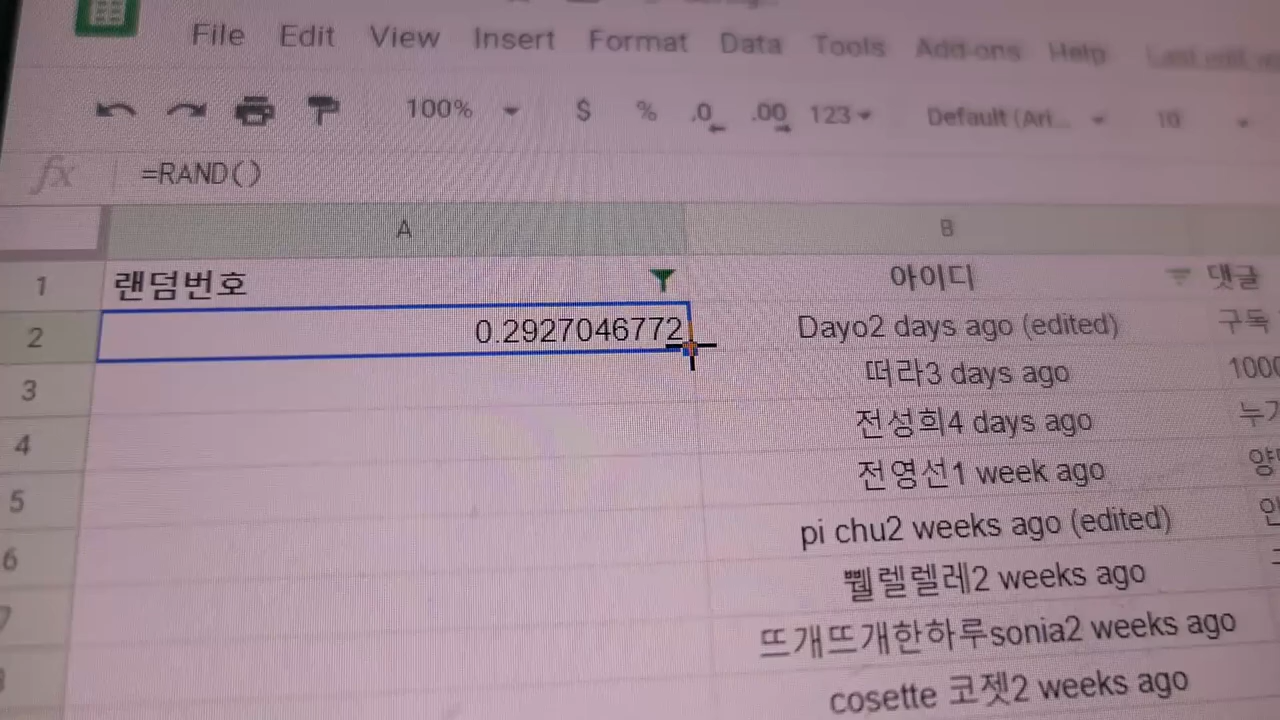 File Edit View Insert Format Data Tools Add-ons Help Last edit
100% $ % .0 .00 123 Default (Ari... 10
fx =RAND()
A B
1 랜덤번호 아이디 댓글
2 0.2927046772 Dayo2 days ago (edited) 구독
3 떠라3 days ago 1000
4 전성희4 days ago 누가
5 전영선1 week ago
6 pi chu2 weeks ago (edited)
7 쀌렐렐레2 weeks ago
8 뜨개뜨개한하루sonia2 weeks ago
cosette 코젯2 weeks ago